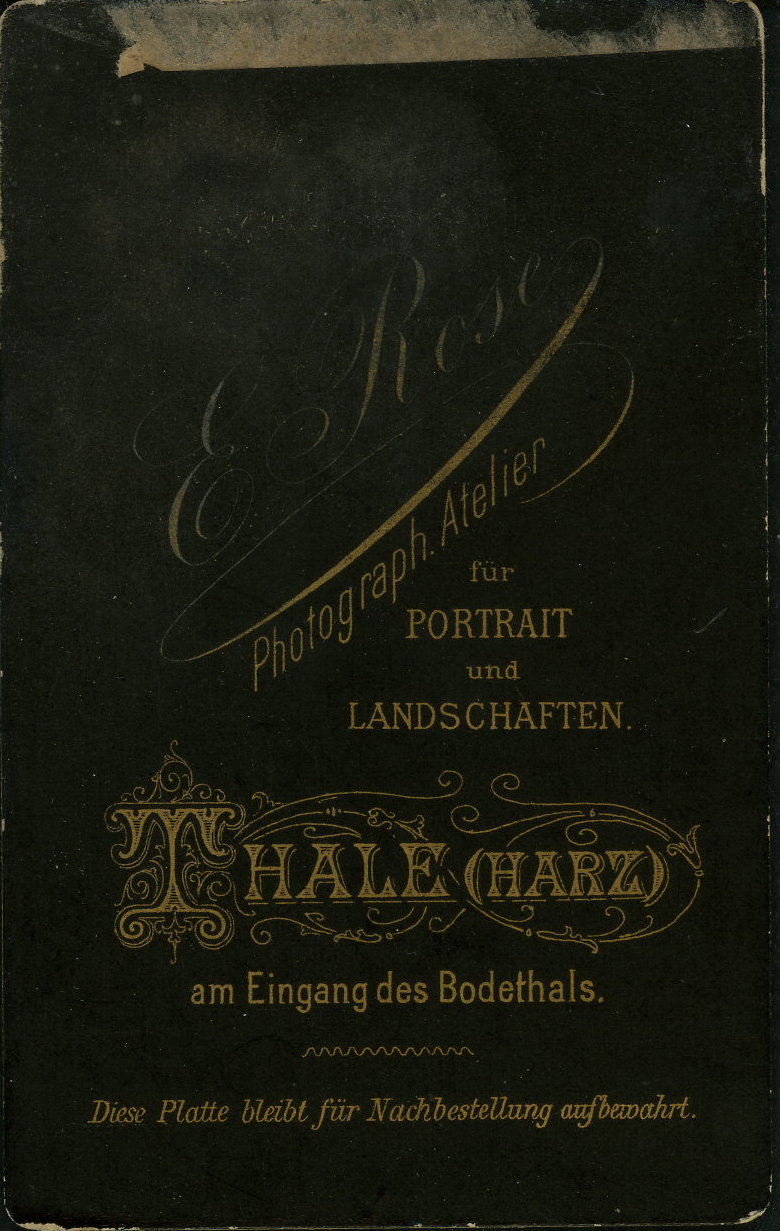 E Rose
Photograph. Atelier
für
PORTRAIT
und
LANDSCHAFTEN.
THALE (HARZ)
am Eingang des Bodethals.
Diese Platte bleibt für Nachbestellung aufbewahrt.